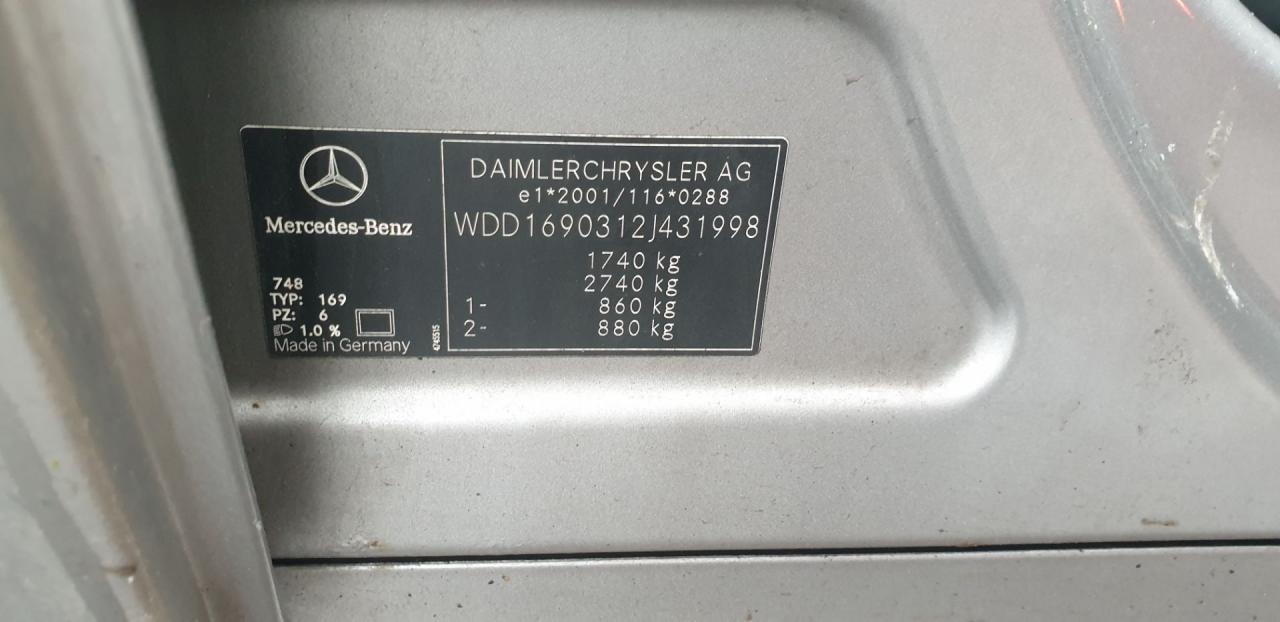 Mercedes-Benz
748
TYP: 169
PZ: 6
1.0 %
Made in Germany
4745515
DAIMLERCHRYSLER AG
e1*2001/116*0288
WDD1690312J431998
1740 kg
2740 kg
1- 860 kg
2- 880 kg